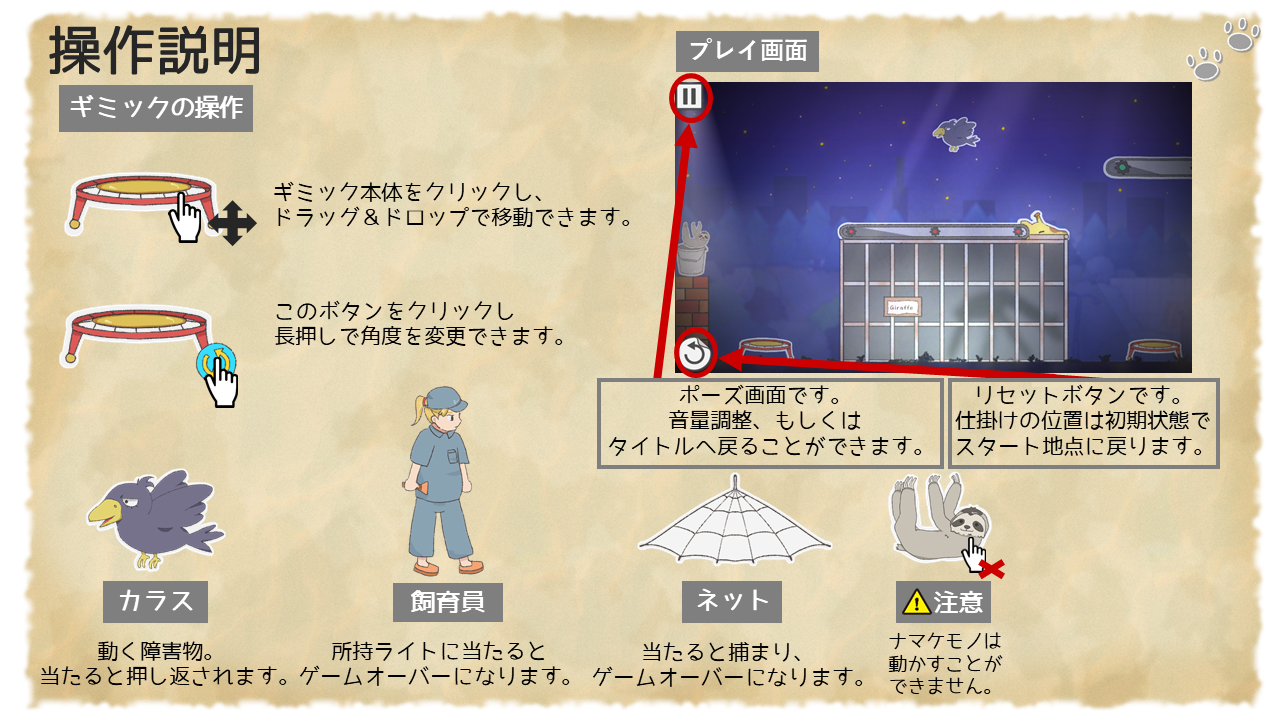 操作説明
ギミックの操作
ギミック本体をクリックし、
ドラッグ＆ドロップで移動できます。
このボタンをクリックし
長押しで角度を変更できます。
プレイ画面
Giraffe
ポーズ画面です。
音量調整、もしくは
タイトルへ戻ることができます。
リセットボタンです。
仕掛けの位置は初期状態で
スタート地点に戻ります。
カラス
動く障害物。
当たると押し返されます。
飼育員
所持ライトに当たると
ゲームオーバーになります。
ネット
当たると捕まり、
ゲームオーバーになります。
注意
ナマケモノは
動かすことが
できません。